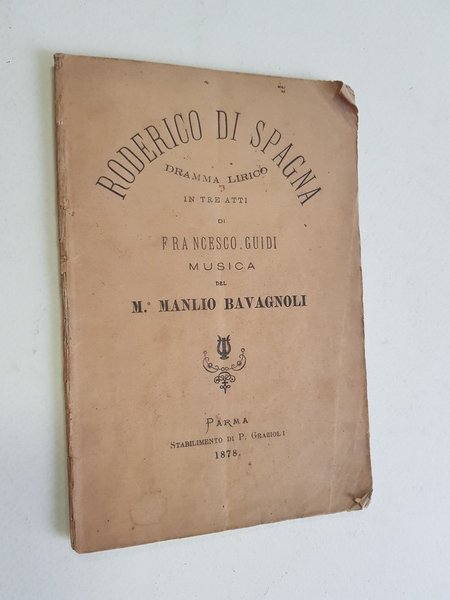 RODERICO DI SPAGNA
DRAMMA LIRICO
IN TRE ATTI
DI
FRANCESCO. GUIDI
MUSICA
DEL
M.° MANLIO BAVAGNOLI
PARMA
STABILIMENTO DI P. GRAZIOLI
1878.